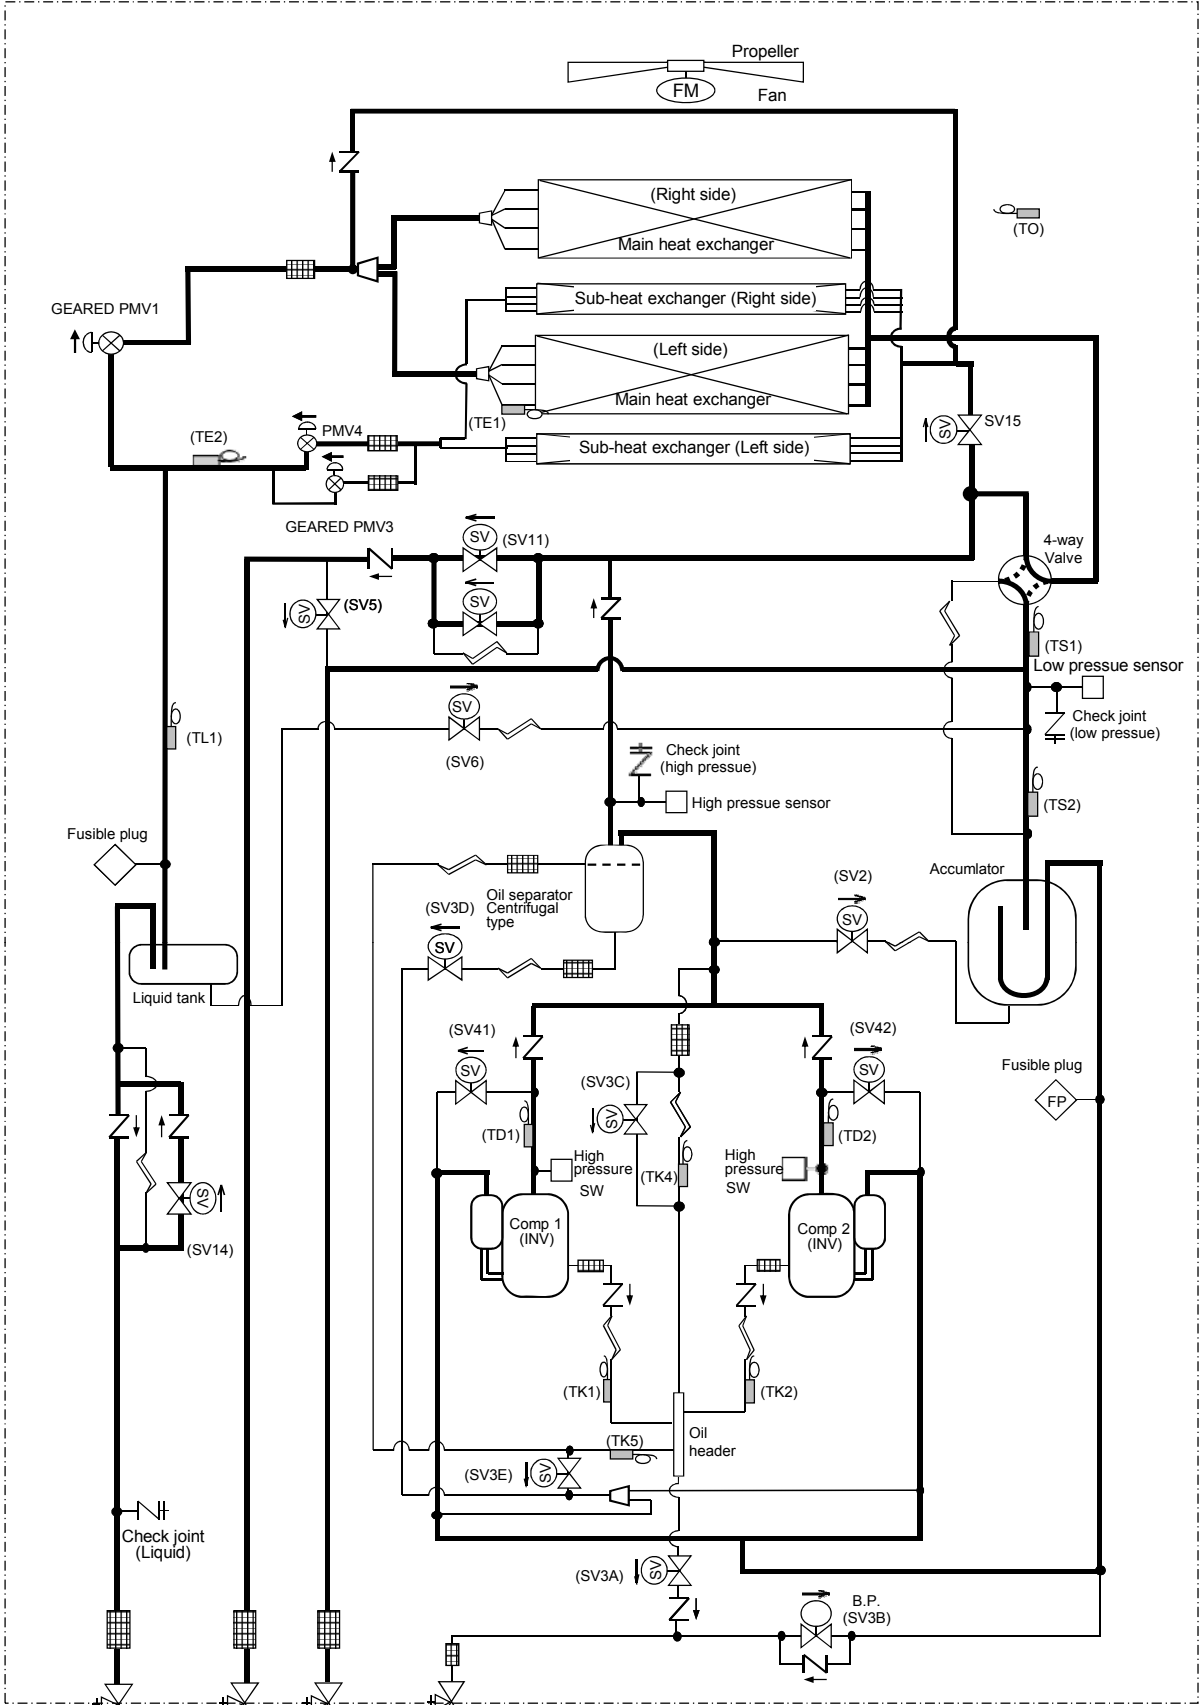 Propeller
FM
Fan
(Right side)
Main heat exchanger
(TO)
Sub-heat exchanger (Right side)
GEARED PMV1
(Left side)
Main heat exchanger
(TE1)
SV
SV15
(TE2)
PMV4
Sub-heat exchanger (Left side)
GEARED PMV3
SV
(SV11)
4-way
Valve
SV
SV
(SV5)
(TS1)
Low pressue sensor
SV
Check joint
(low pressue)
(TL1)
(SV6)
Check joint
(high pressue)
High pressue sensor
(TS2)
Fusible plug
Accumlator
(SV2)
SV
Oil separator
Centrifugal
type
(SV3D)
SV
Liquid tank
(SV41)
SV
(SV42)
SV
(SV3C)
SV
Fusible plug
FP
(TD1)
(TD2)
High
pressure
SW
(TK4)
High
pressure
SW
SV
(SV14)
Comp 1
(INV)
Comp 2
(INV)
(TK1)
(TK2)
Oil
header
(TK5)
(SV3E)
SV
Check joint
(Liquid)
(SV3A)
SV
B.P.
(SV3B)